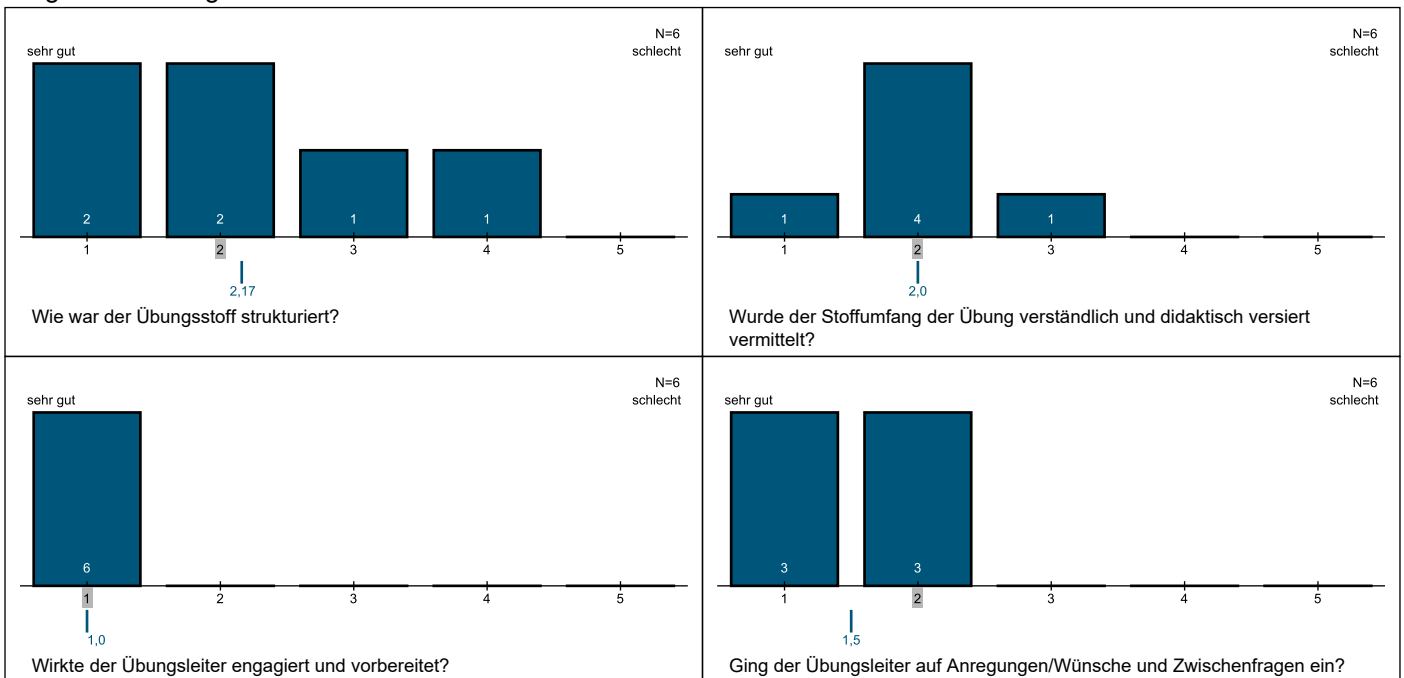 N=6
sehr gut schlecht
2 2 1 1
1 2 3 4 5
2,17
Wie war der Übungsstoff strukturiert?
N=6
sehr gut schlecht
1 4 1
1 2 3 4 5
2,0
Wurde der Stoffumfang der Übung verständlich und didaktisch versiert
vermittelt?
N=6
sehr gut schlecht
6
1 2 3 4 5
1,0
Wirkte der Übungsleiter engagiert und vorbereitet?
N=6
sehr gut schlecht
3 3
1 2 3 4 5
1,5
Ging der Übungsleiter auf Anregungen/Wünsche und Zwischenfragen ein?